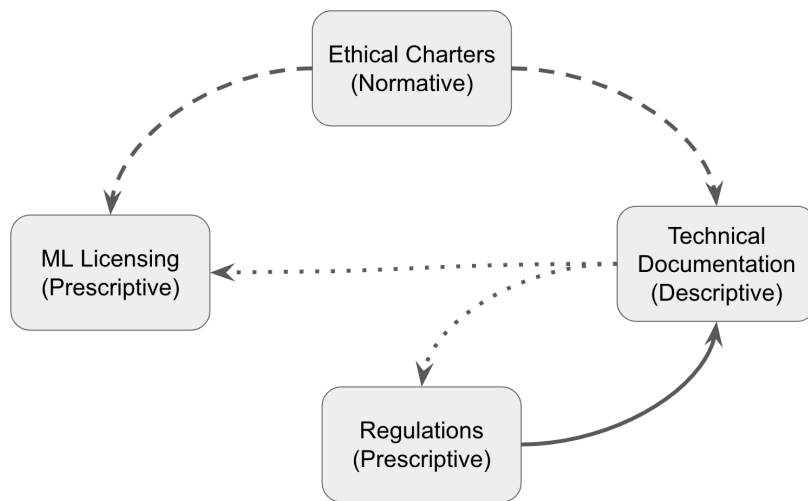 Ethical Charters
(Normative)
ML Licensing
(Prescriptive)
Technical
Documentation
(Descriptive)
Regulations
(Prescriptive)